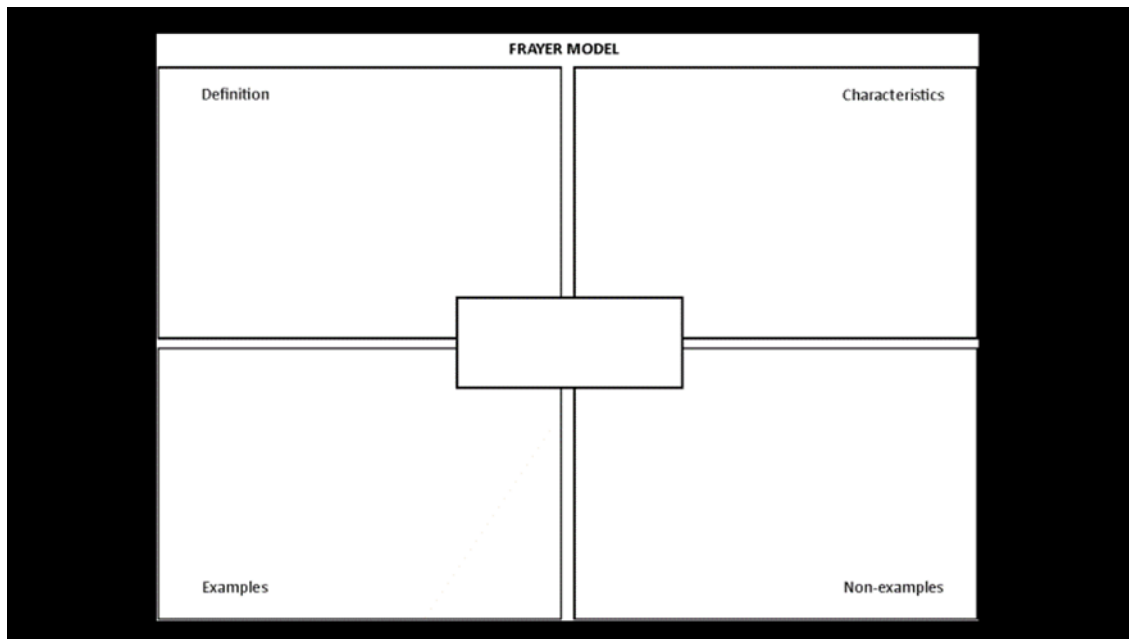 FRAYER MODEL
Definition
Characteristics
Examples
Non-examples